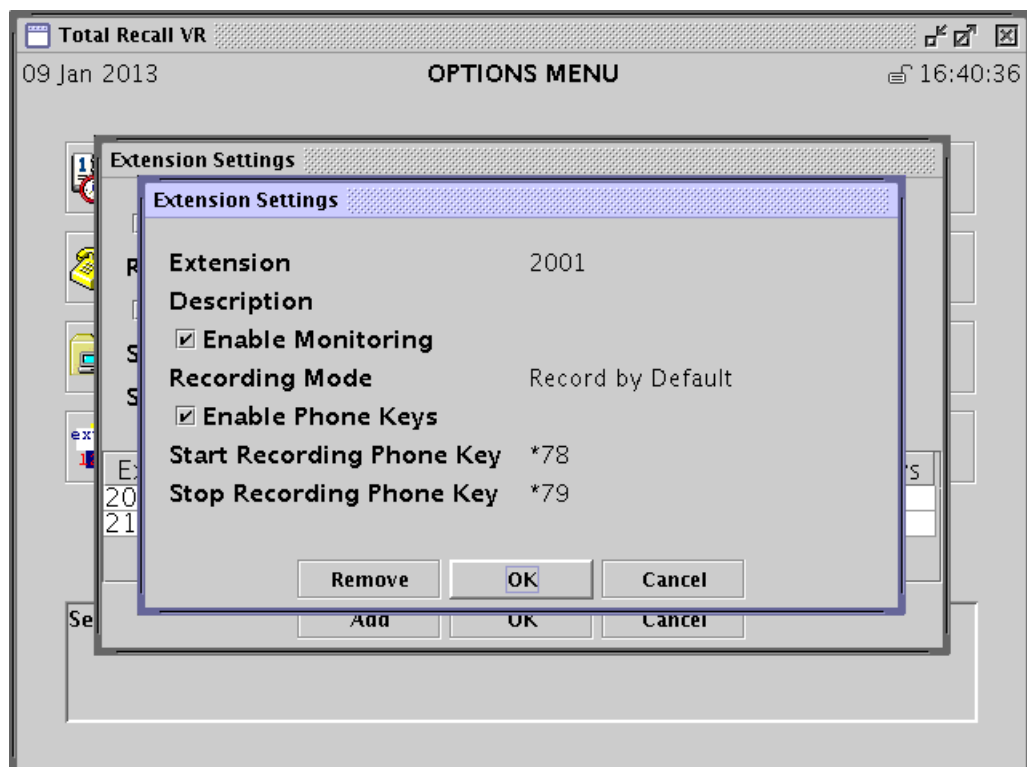 Total Recall VR
09 Jan 2013 OPTIONS MENU 16:40:36
Extension Settings
Extension Settings
Extension 2001
Description
Enable Monitoring
Recording Mode Record by Default
Enable Phone Keys
Start Recording Phone Key *78
Stop Recording Phone Key *79
Remove OK Cancel
Add OK Cancel